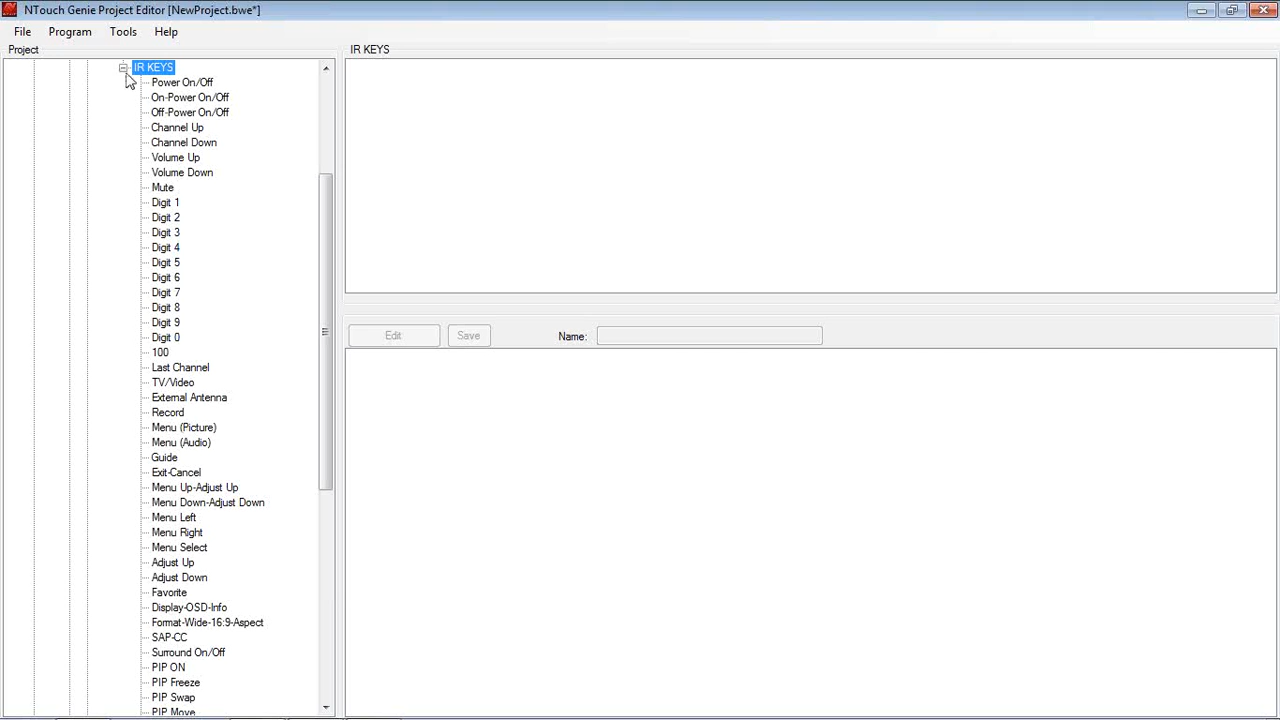 NTouch Genie Project Editor [NewProject.bwe*]
File Program Tools Help
Project
IR KEYS
IR KEYS
Power On/Off
On-Power On/Off
Off-Power On/Off
Channel Up
Channel Down
Volume Up
Volume Down
Mute
Digit 1
Digit 2
Digit 3
Digit 4
Digit 5
Digit 6
Digit 7
Digit 8
Digit 9
Digit 0
100
Last Channel
TV/Video
External Antenna
Record
Menu (Picture)
Menu (Audio)
Guide
Exit-Cancel
Menu Up-Adjust Up
Menu Down-Adjust Down
Menu Left
Menu Right
Menu Select
Adjust Up
Adjust Down
Favorite
Display-OSD-Info
Format-Wide-16:9-Aspect
SAP-CC
Surround On/Off
PIP ON
PIP Freeze
PIP Swap
PIP Move
Edit Save Name: